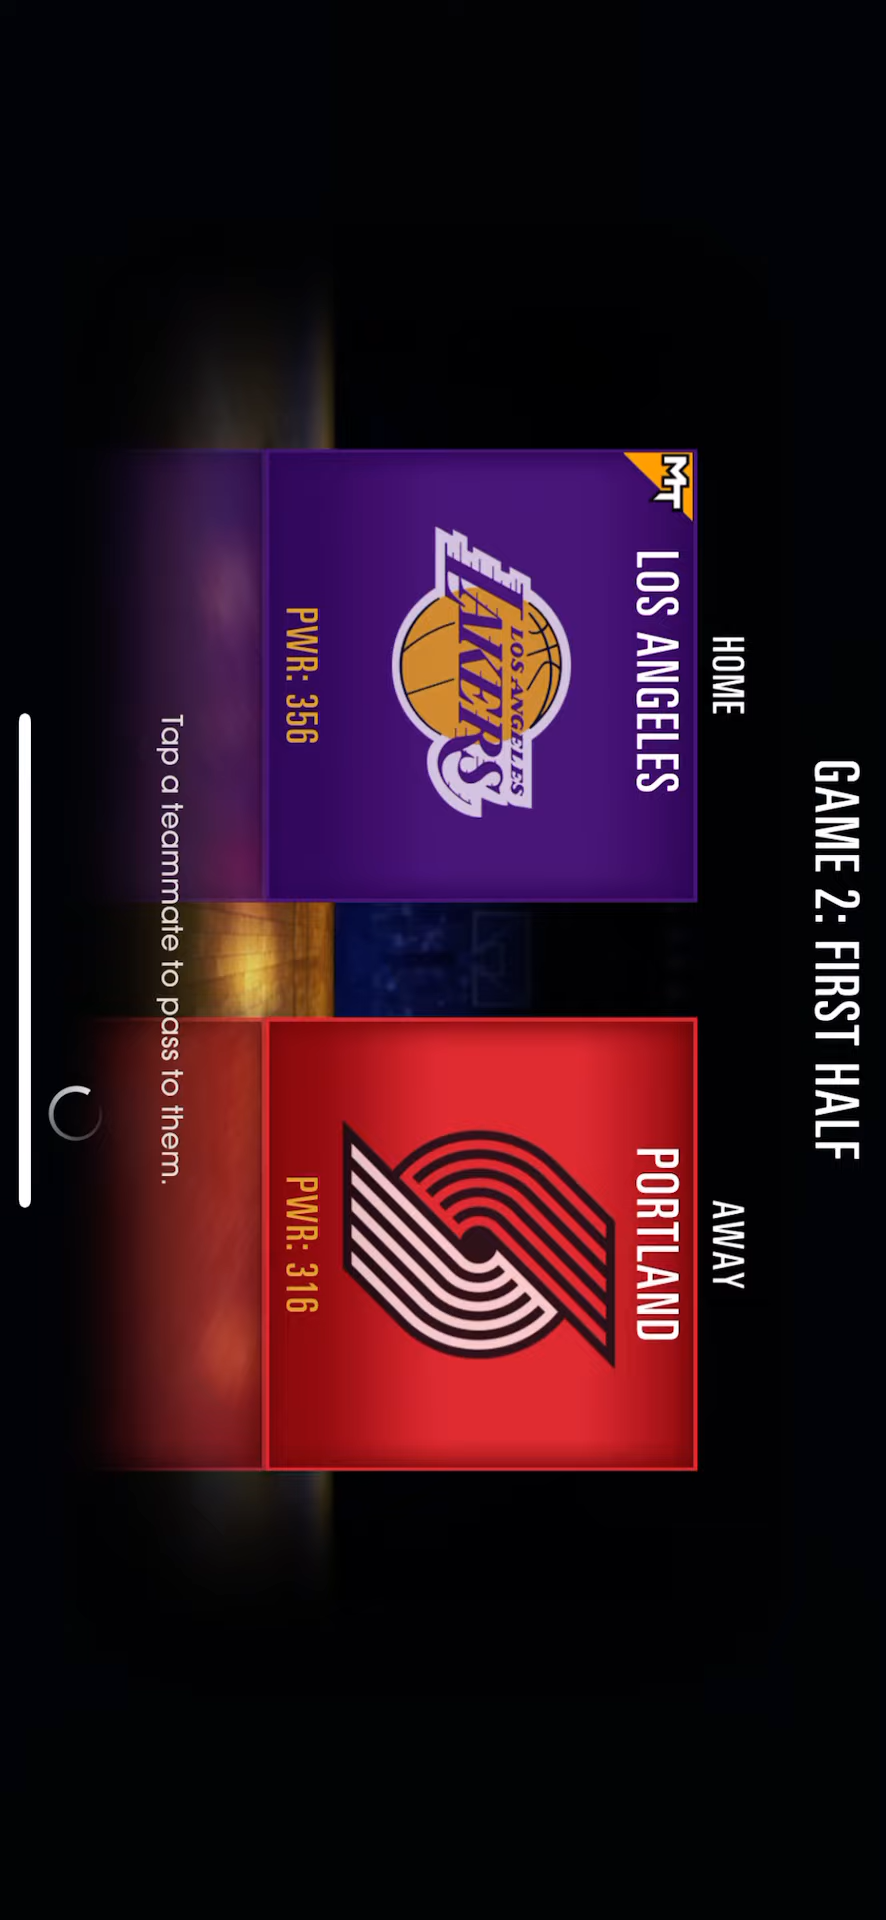 GAME 2: FIRST HALF
HOME
AWAY
MT
LOS ANGELES
PORTLAND
LOS ANGELES
LAKERS
PWR: 356
PWR: 316
Tap a teammate to pass to them.